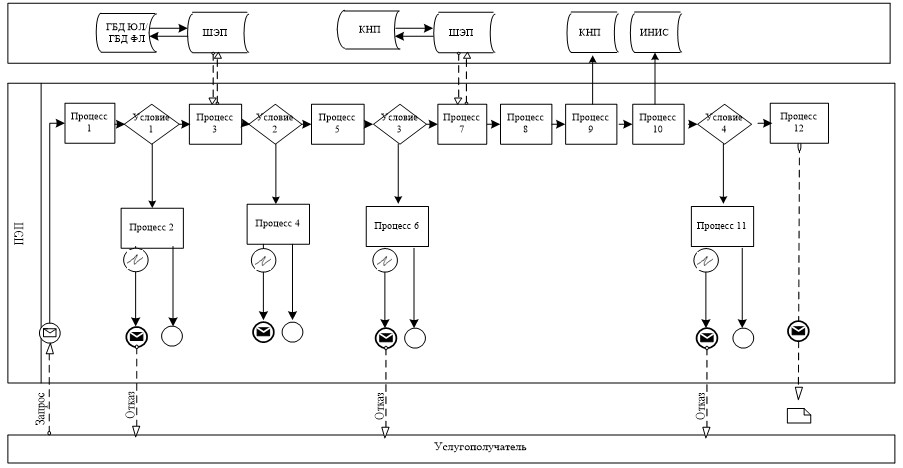 ГБД ЮЛ/
ГБД ФЛ
ШЭП
КНП
ШЭП
КНП
ИНИС
Процесс
1
Условие
1
Процесс
3
Условие
2
Процесс
5
Условие
3
Процесс
7
Процесс
8
Процесс
9
Процесс
10
Условие
4
Процесс
12
Процесс 2
Процесс 4
Процесс 6
Процесс 11
ПЭП
Запрос
Отказ
Отказ
Отказ
Услугополучатель